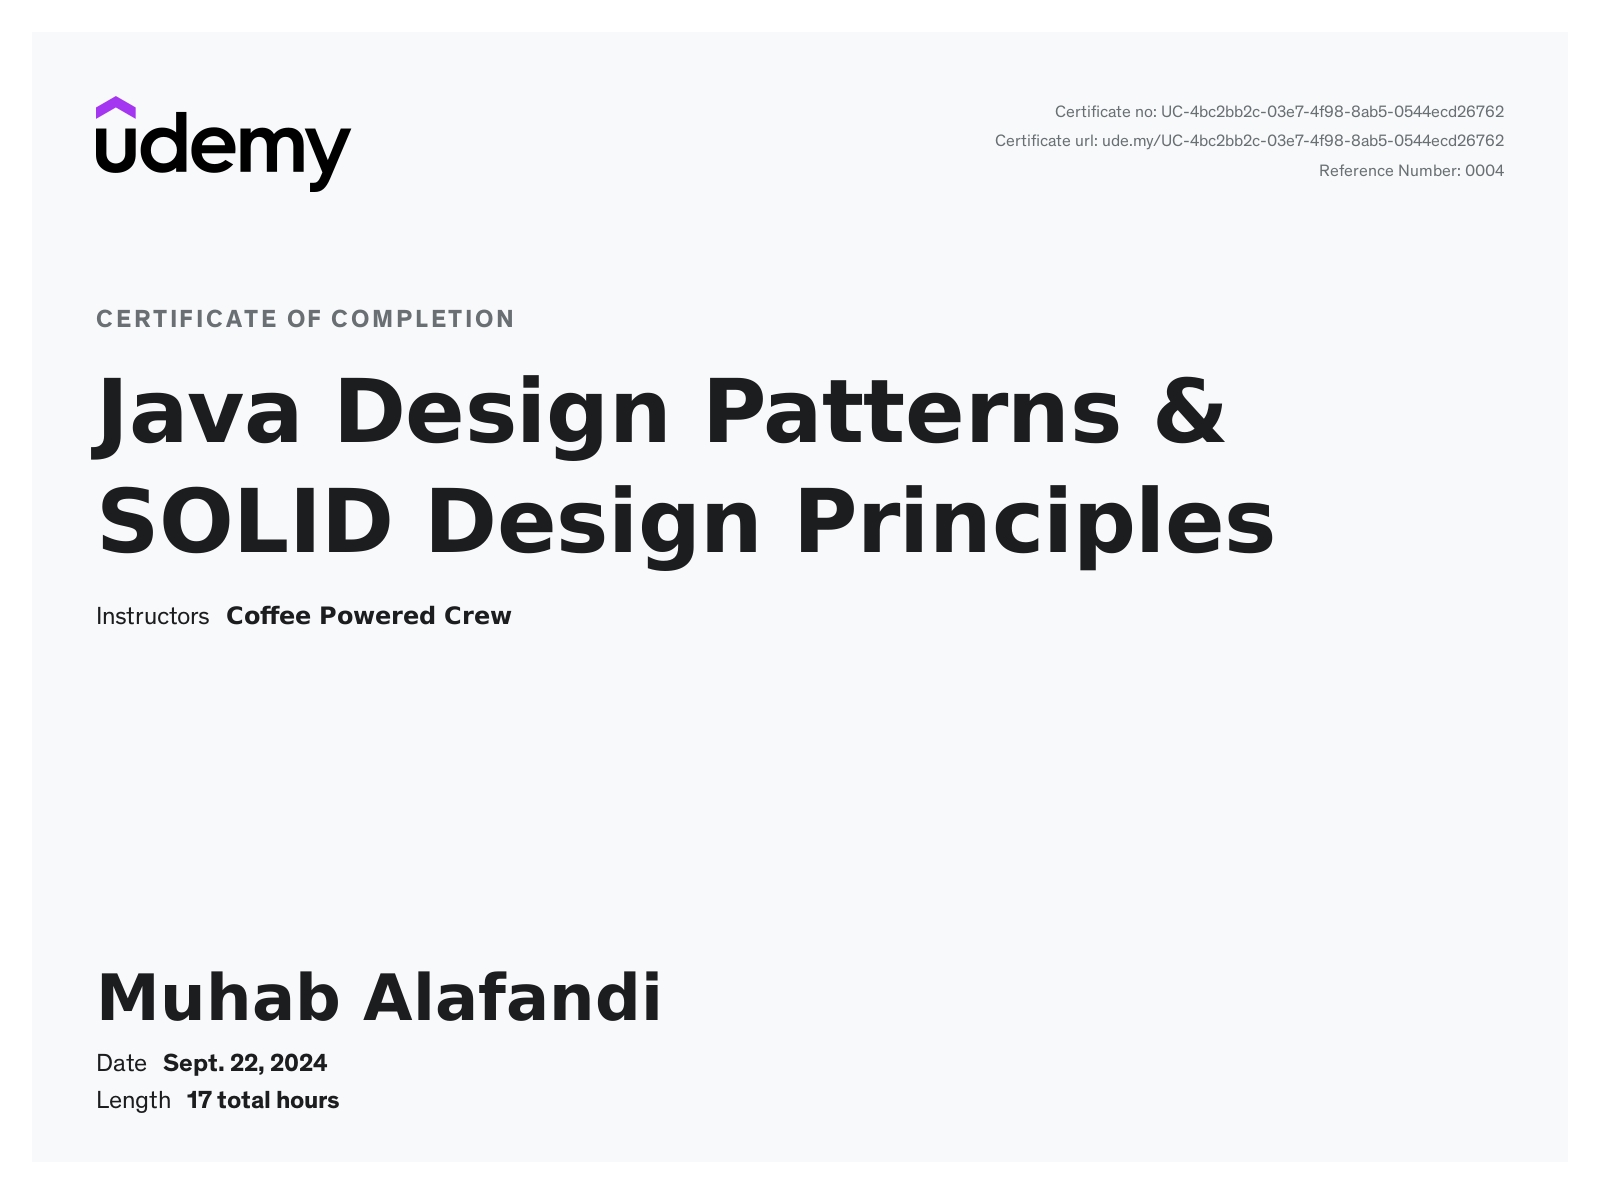 udemy
Certificate no: UC-4bc2bb2c-03e7-4f98-8ab5-0544ecd26762
Certificate url: ude.my/UC-4bc2bb2c-03e7-4f98-8ab5-0544ecd26762
Reference Number: 0004
CERTIFICATE OF COMPLETION
Java Design Patterns &
SOLID Design Principles
Instructors Coffee Powered Crew
Muhab Alafandi
Date Sept. 22, 2024
Length 17 total hours